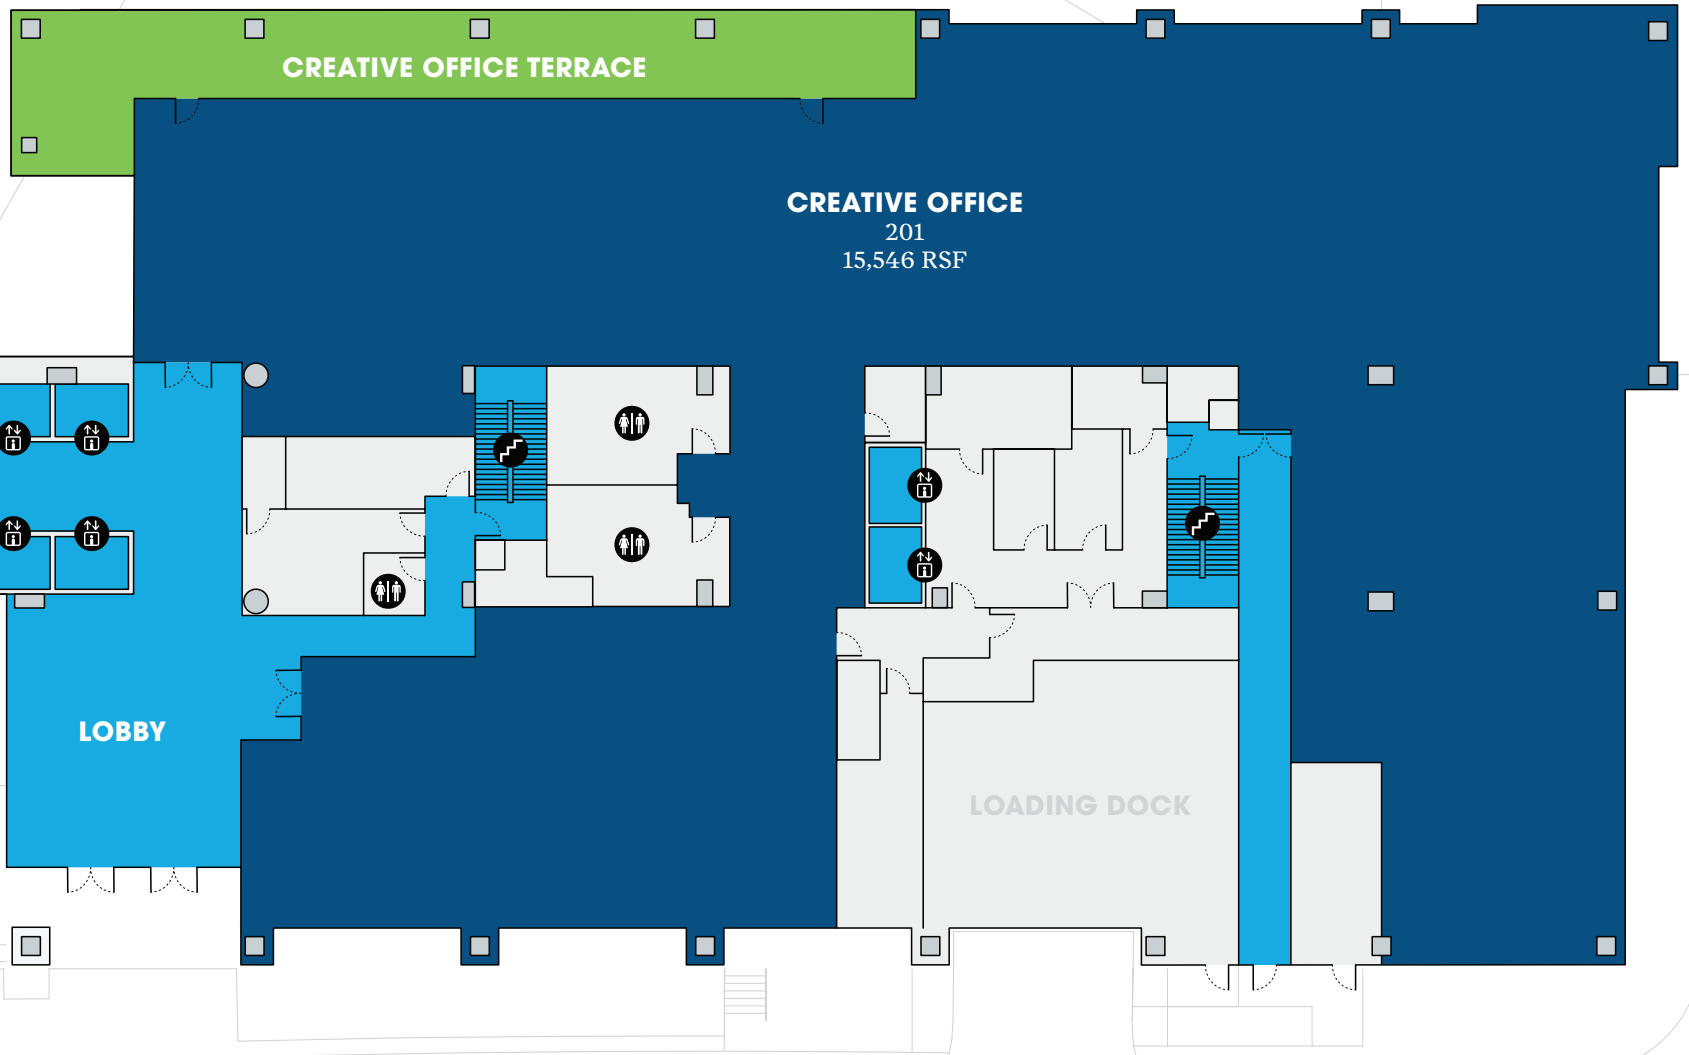 CREATIVE OFFICE TERRACE
CREATIVE OFFICE
201
15,546 RSF
LOBBY
LOADING DOCK